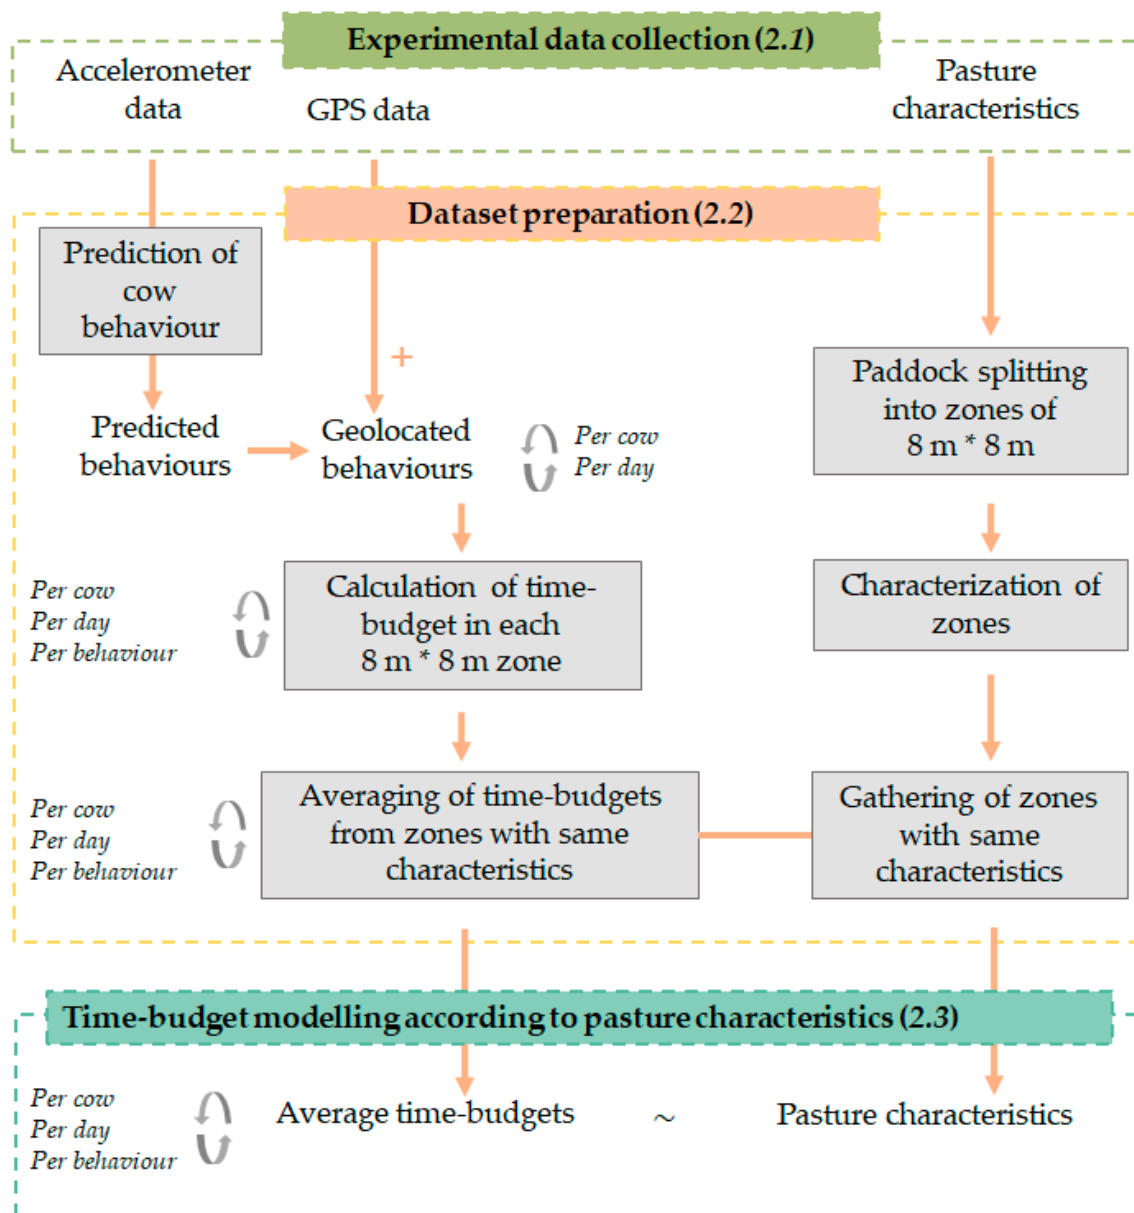 Experimental data collection (2.1)
Accelerometer
data
GPS data
Pasture
characteristics
Dataset preparation (2.2)
Prediction of
cow
behaviour
+
Predicted
behaviours
Geolocated
behaviours
Per cow
Per day
Paddock splitting
into zones of
8 m * 8 m
Per cow
Per day
Per behaviour
Calculation of time-
budget in each
8 m * 8 m zone
Characterization of
zones
Per cow
Per day
Per behaviour
Averaging of time-budgets
from zones with same
characteristics
Gathering of zones
with same
characteristics
Time-budget modelling according to pasture characteristics (2.3)
Per cow
Per day
Per behaviour
Average time-budgets ~ Pasture characteristics